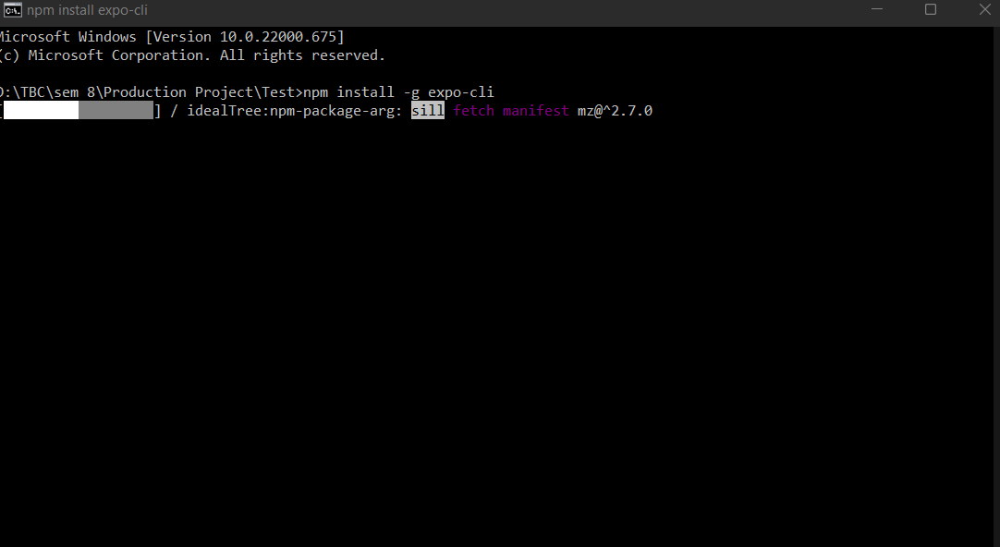 npm install expo-cli
Microsoft Windows [Version 10.0.22000.675]
(c) Microsoft Corporation. All rights reserved.
D:\TBC\sem 8\Production Project\Test>npm install -g expo-cli
[                  ] / idealTree:npm-package-arg: sill fetch manifest mz@^2.7.0